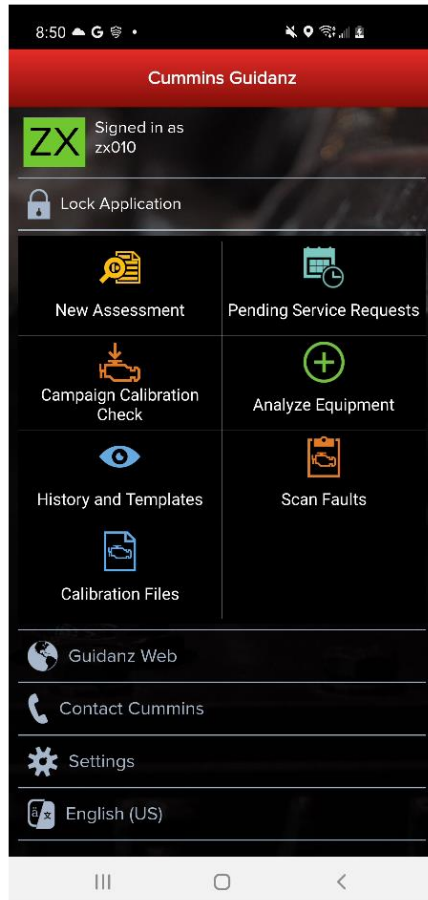 8:50
G
Cummins Guidanz
ZX
Signed in as
zx010
Lock Application
New Assessment
Pending Service Requests
Campaign Calibration
Check
Analyze Equipment
History and Templates
Scan Faults
Calibration Files
Guidanz Web
Contact Cummins
Settings
English (US)